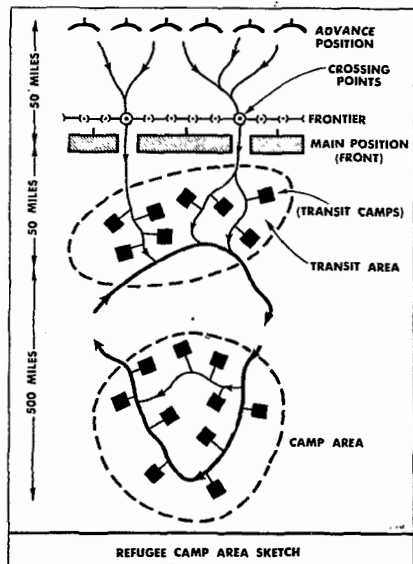 ADVANCE
POSITION
CROSSING
POINTS
50 MILES
FRONTIER
MAIN POSITION
(FRONT)
50 MILES
(TRANSIT CAMPS)
TRANSIT AREA
500 MILES
CAMP AREA
REFUGEE CAMP AREA SKETCH